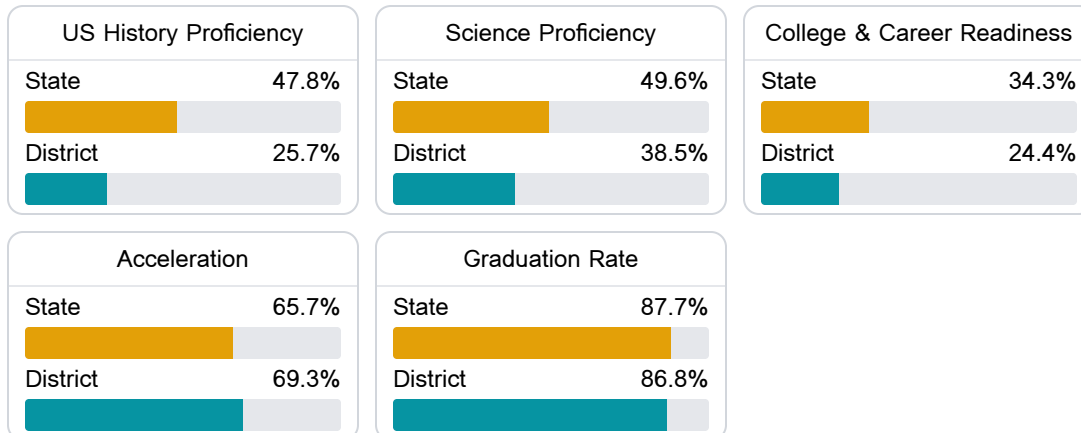 US History Proficiency
State 47.8%
District 25.7%
Science Proficiency
State 49.6%
District 38.5%
College & Career Readiness
State 34.3%
District 24.4%
Acceleration
State 65.7%
District 69.3%
Graduation Rate
State 87.7%
District 86.8%